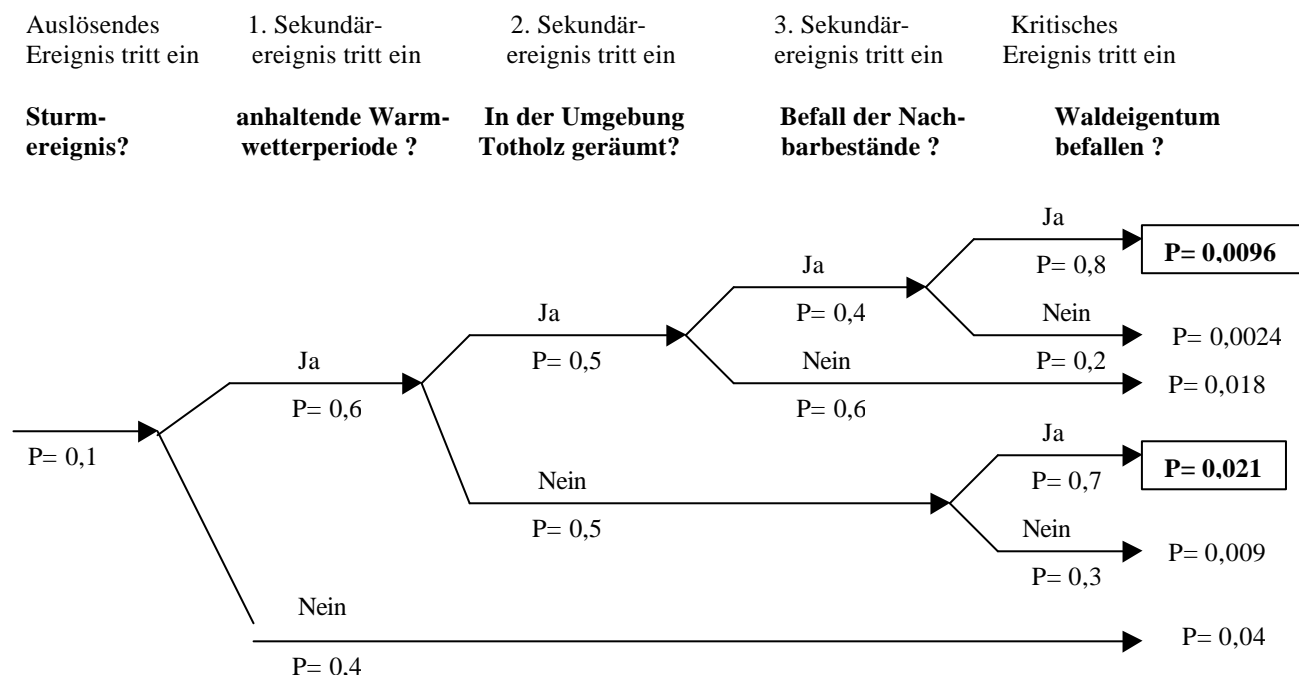 Auslösendes
Ereignis tritt ein
1. Sekundär-
ereignis tritt ein
2. Sekundär-
ereignis tritt ein
3. Sekundär-
ereignis tritt ein
Kritisches
Ereignis tritt ein
Sturm-
ereignis?
anhaltende Warm-
wetterperiode ?
In der Umgebung
Totholz geräumt?
Befall der Nach-
barbestände ?
Waldeigentum
befallen ?
Ja
P= 0,0096
Ja
P= 0,8
Ja
P= 0,4
Nein
P= 0,0024
Ja
P= 0,5
Nein
P= 0,2
P= 0,018
P= 0,6
P= 0,6
Ja
P= 0,1
P= 0,021
Nein
P= 0,7
P= 0,5
Nein
P= 0,009
P= 0,3
Nein
P= 0,04
P= 0,4